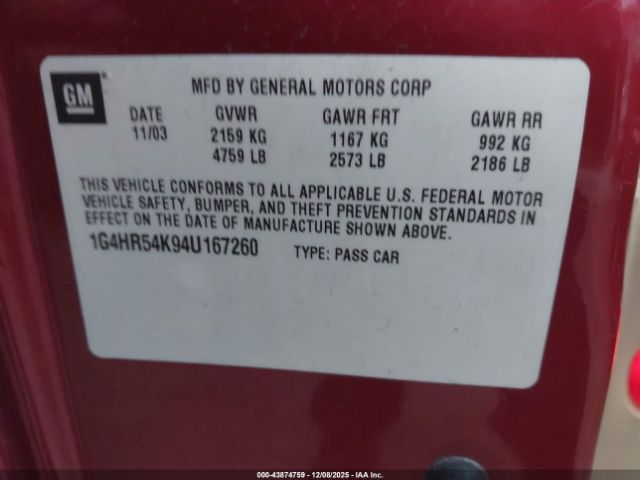 GM
MFD BY GENERAL MOTORS CORP
DATE GVWR GAWR FRT GAWR RR
11/03 2159 KG 1167 KG 992 KG
4759 LB 2573 LB 2186 LB
THIS VEHICLE CONFORMS TO ALL APPLICABLE U.S. FEDERAL MOTOR
VEHICLE SAFETY, BUMPER, AND THEFT PREVENTION STANDARDS IN
EFFECT ON THE DATE OF MANUFACTURE SHOWN ABOVE.
1G4HR54K94U167260 TYPE: PASS CAR
000-43874759 - 12/08/2025 - IAA Inc.